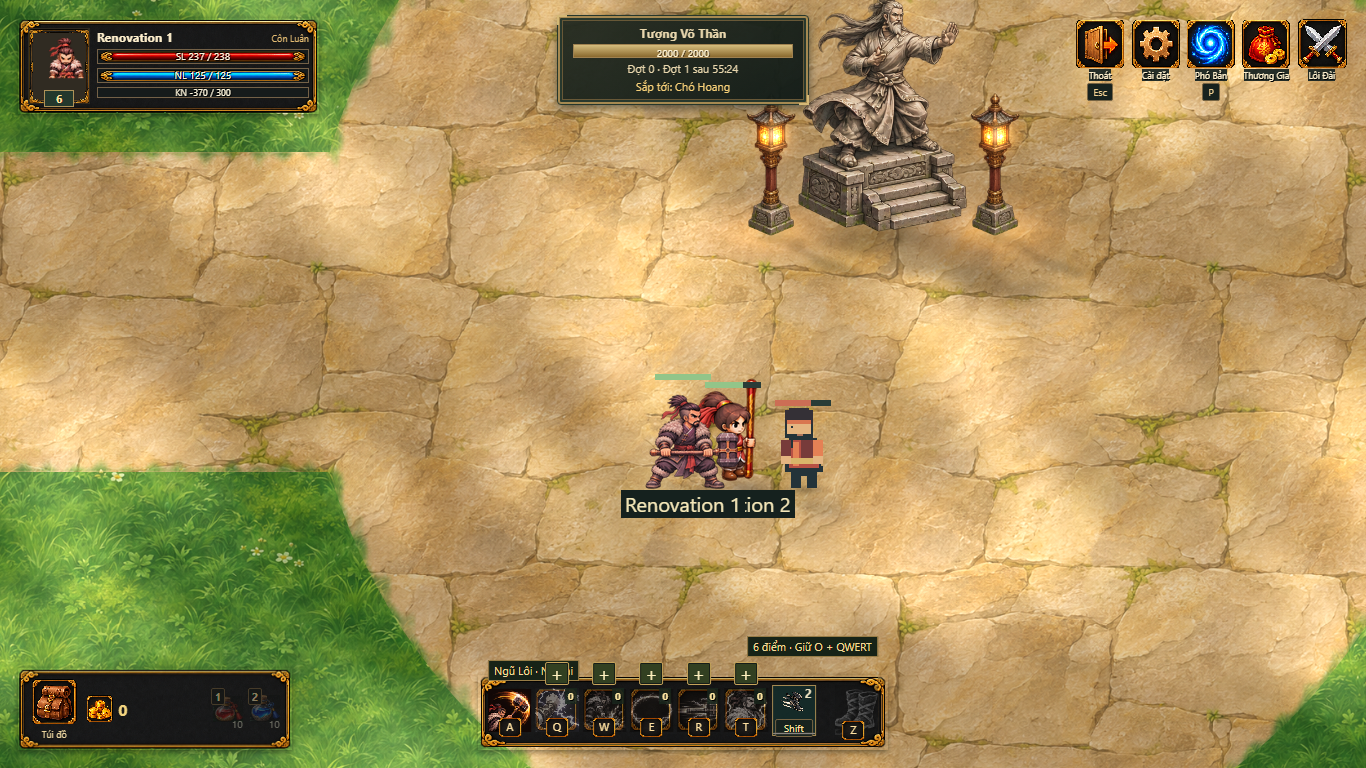 Renovation 1
Côn Luân
SL 237 / 238
NL 125 / 125
KN -370 / 300
6
Tượng Võ Thần
2000 / 2000
Đợt 0 · Đợt 1 sau 55:24
Sắp tới: Chó Hoang
Thoát
Cài đặt
Phó Bản
Thương Gia
Lôi Đài
Esc
P
Renovation 1
ion 2
6 điểm · Giữ O + QWERT
Ngũ Lôi ·
+ + + + +
0 0 0 0 0 2
A Q W E R T Shift Z
0
1 2
10 10
Túi đồ